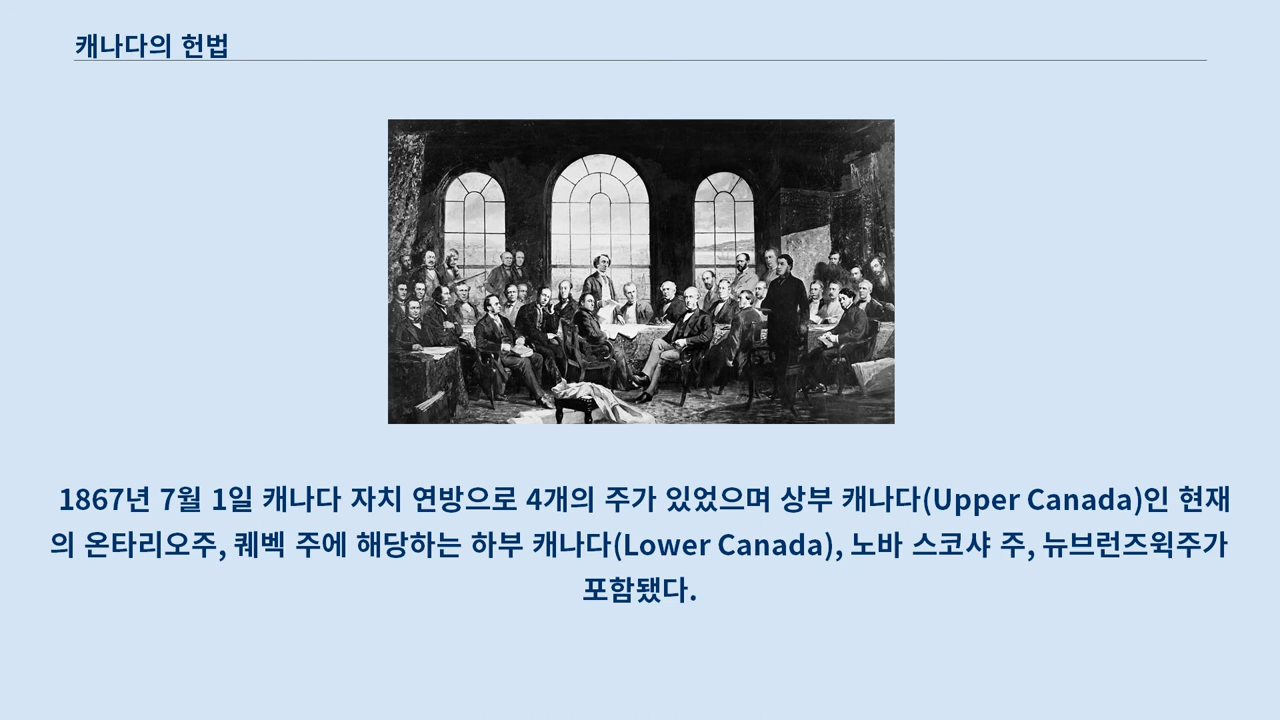 캐나다의 헌법
1867년 7월 1일 캐나다 자치 연방으로 4개의 주가 있었으며 상부 캐나다(Upper Canada)인 현재
의 온타리오주, 퀘벡 주에 해당하는 하부 캐나다(Lower Canada), 노바 스코샤 주, 뉴브런즈윅주가
포함됐다.